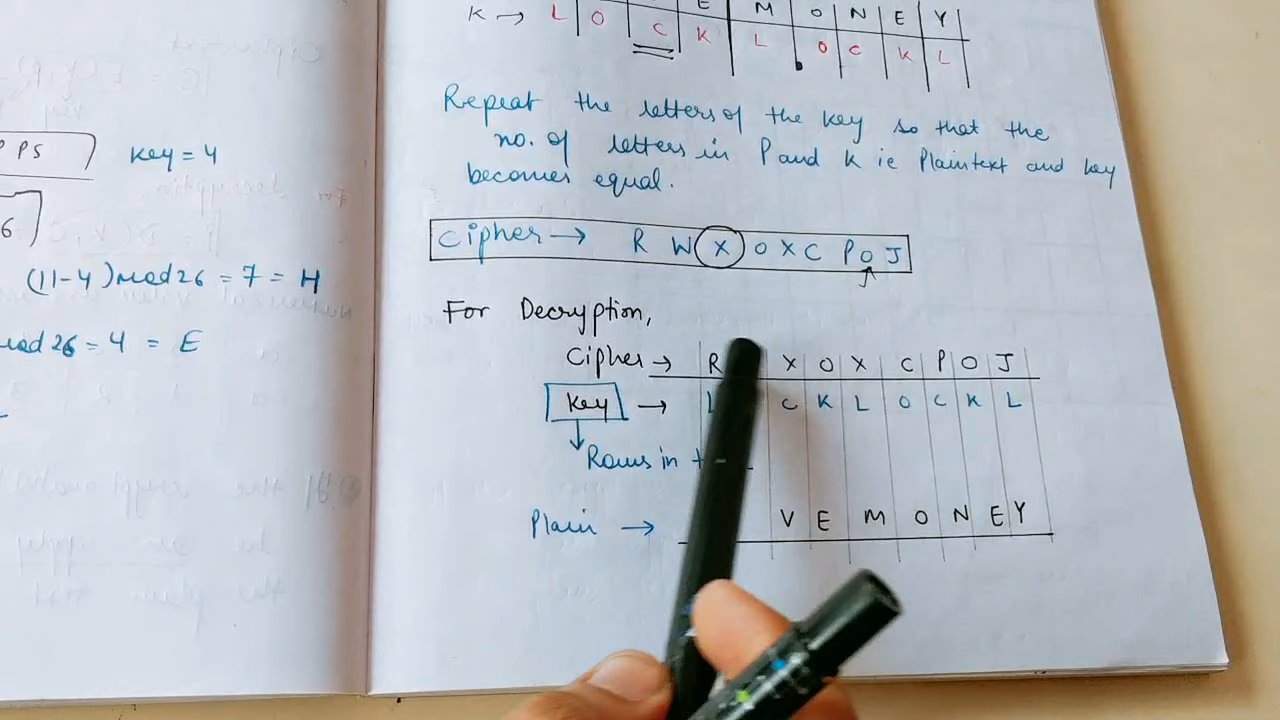 PS
Key = 4
6
(11-4) mod 26 = 7 = H
mod 26 = 4 = E
E M O N E Y
K → L O C K L O C K L
Repeat the letters of the key so that the
no. of letters in P and K ie Plaintext and key
becomes equal.
Cipher → R W X O X C P O J
For Decryption,
Cipher → R X O X C P O J
Key → L C K L O C K L
Rows in
Plain → V E M O N E Y